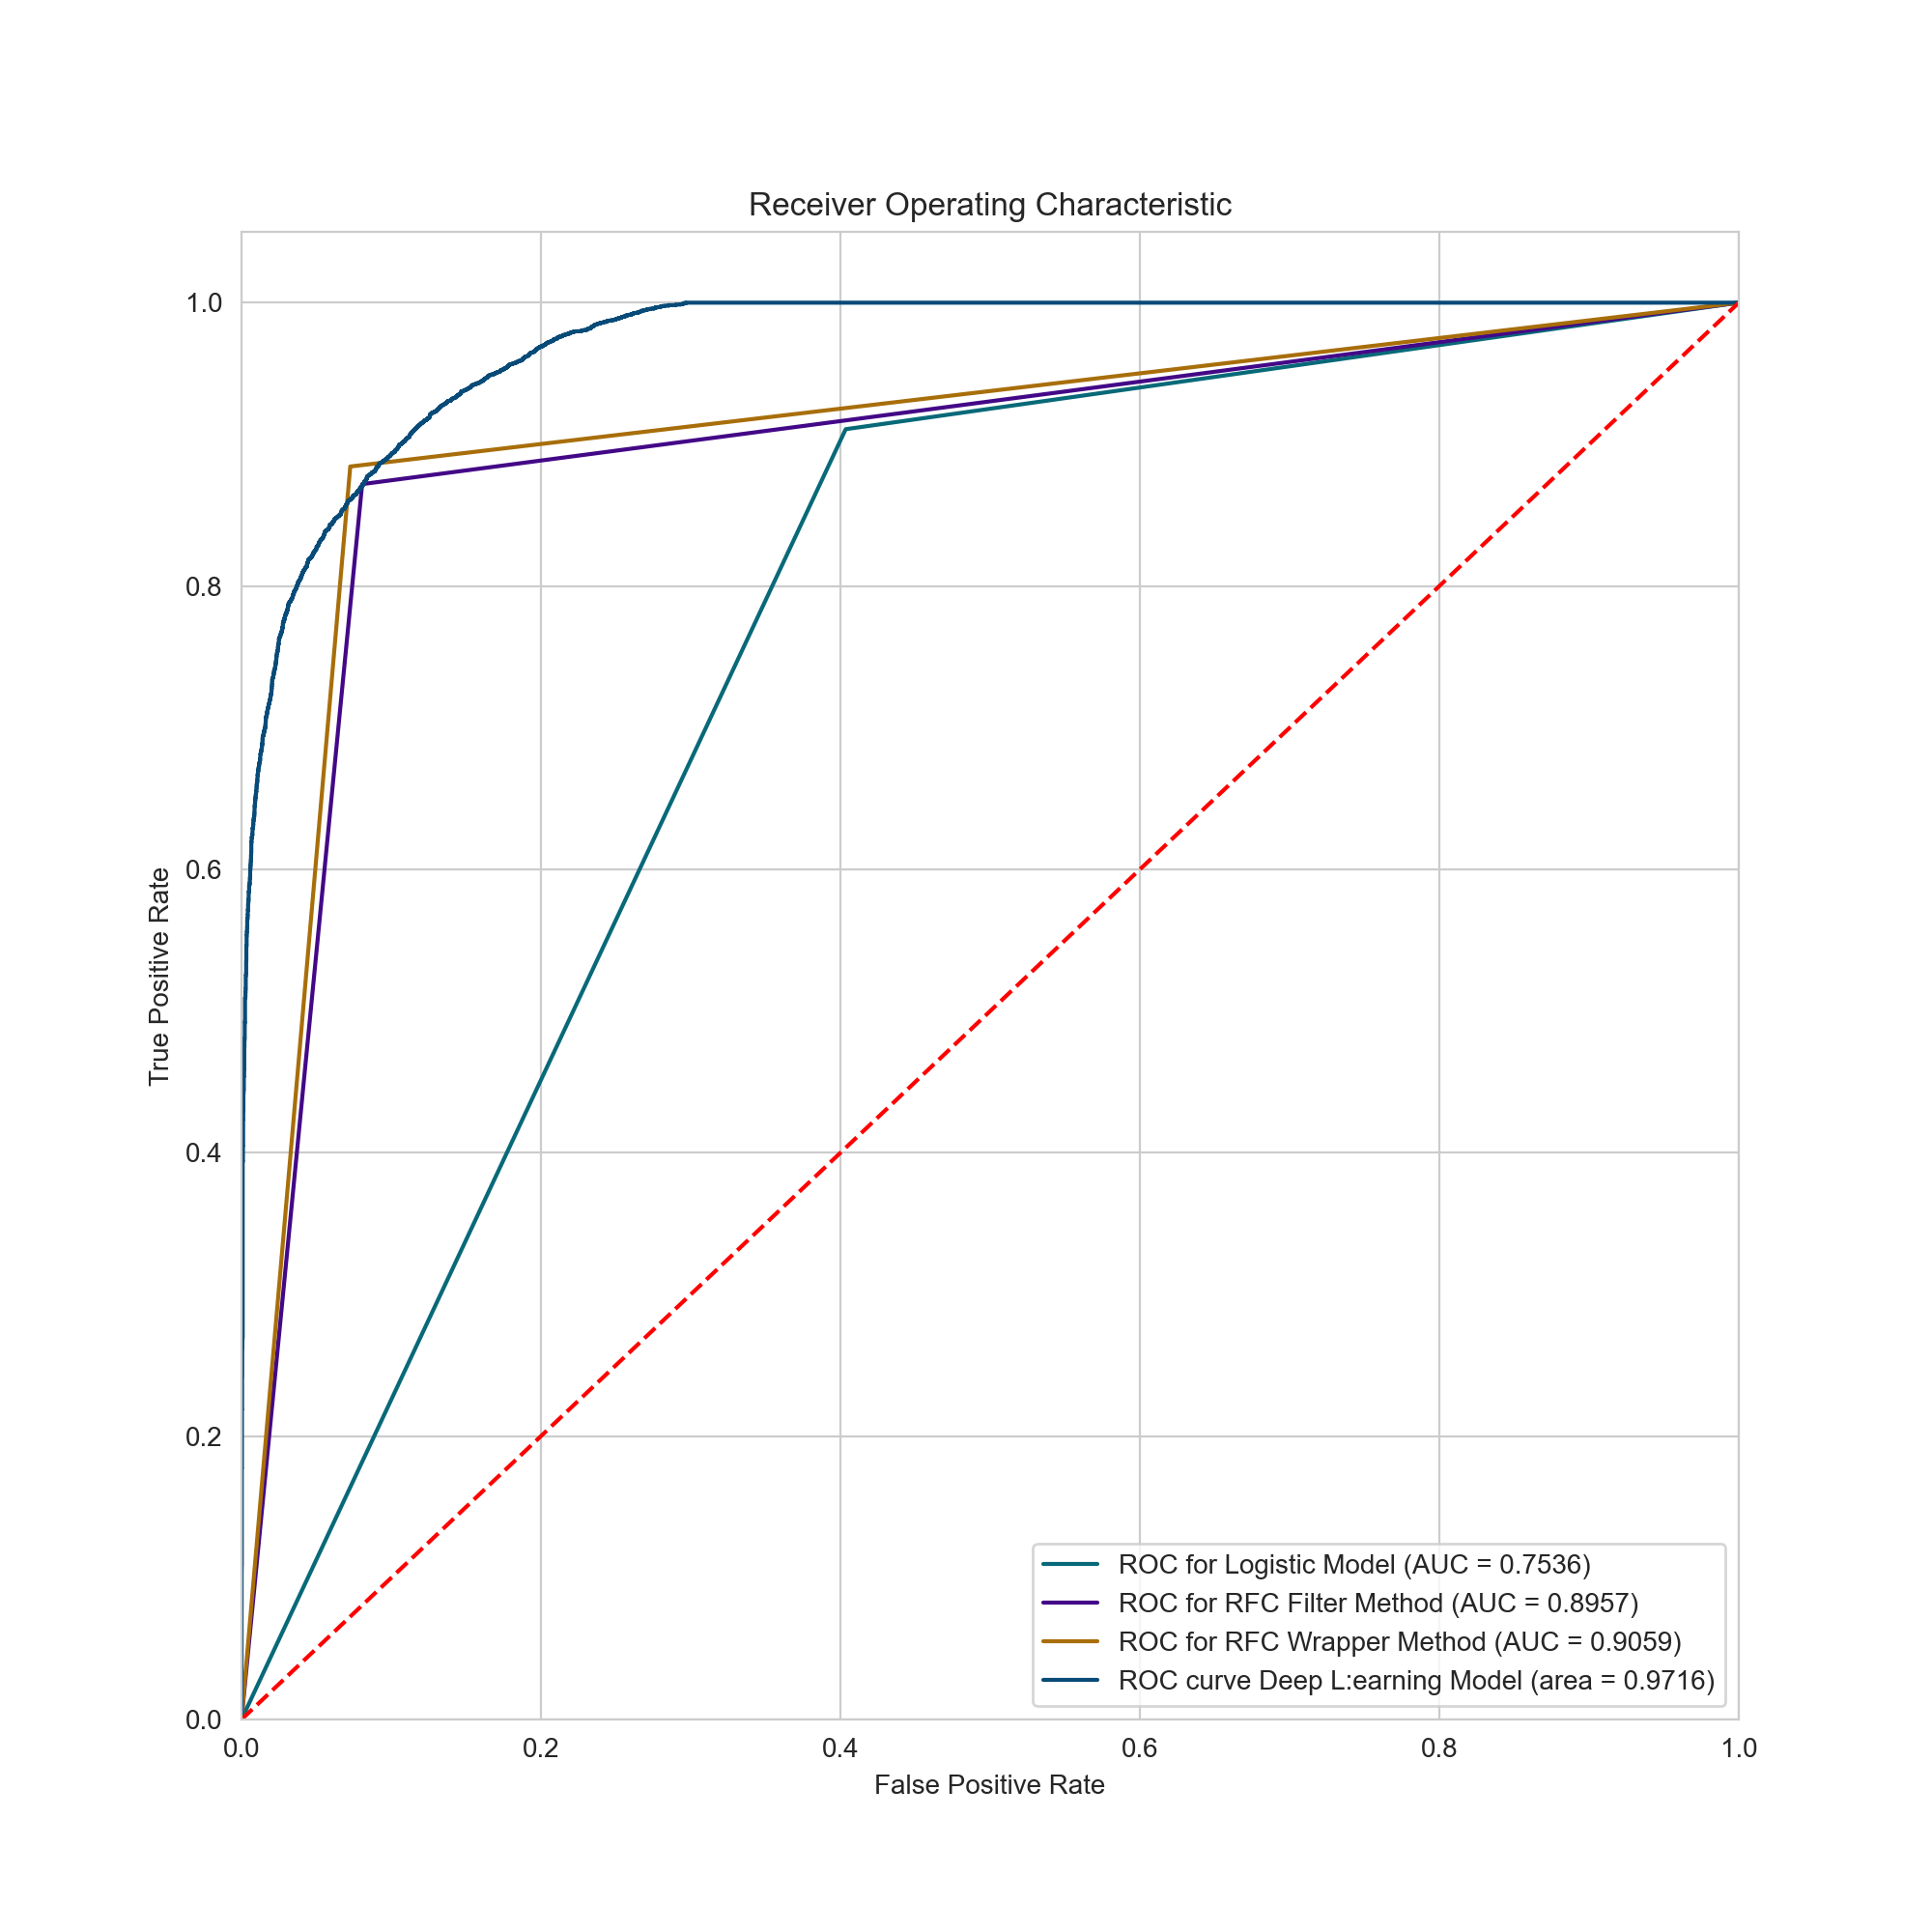 Receiver Operating Characteristic
1.0
0.8
0.6
0.4
0.2
0.0
True Positive Rate
0.0 0.2 0.4 0.6 0.8 1.0
False Positive Rate
ROC for Logistic Model (AUC = 0.7536)
ROC for RFC Filter Method (AUC = 0.8957)
ROC for RFC Wrapper Method (AUC = 0.9059)
ROC curve Deep L:earning Model (area = 0.9716)